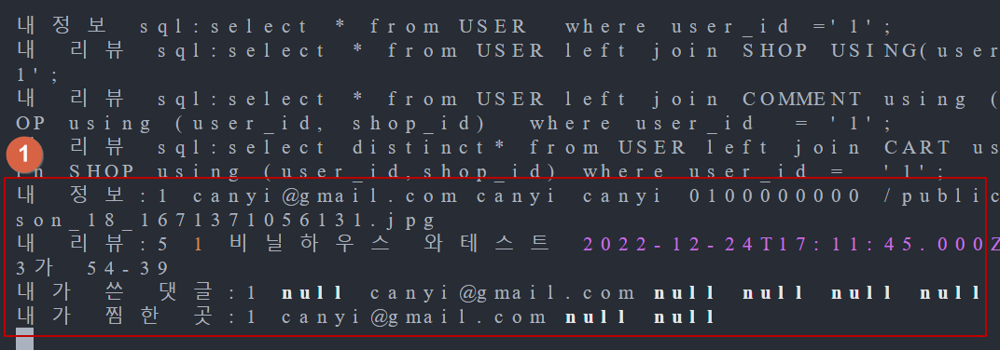 내 정보 sql:select * from USER where user_id ='1';
내 리뷰 sql:select * from USER left join SHOP USING(user
1';
내 리뷰 sql:select * from USER left join COMMENT using (
OP using (user_id, shop_id) where user_id = '1';
1 리뷰 sql:select distinct* from USER left join CART us
in SHOP using (user_id,shop_id) where user_id = '1';
내 정보:1 canyi@gmail.com canyi canyi 0100000000 /public
son_18_1671371056131.jpg
내 리뷰:5 1 비닐하우스 와테스트 2022-12-24T17:11:45.000Z
3가 54-39
내가 쓴 댓글:1 null canyi@gmail.com null null null null
내가 찜한 곳:1 canyi@gmail.com null null